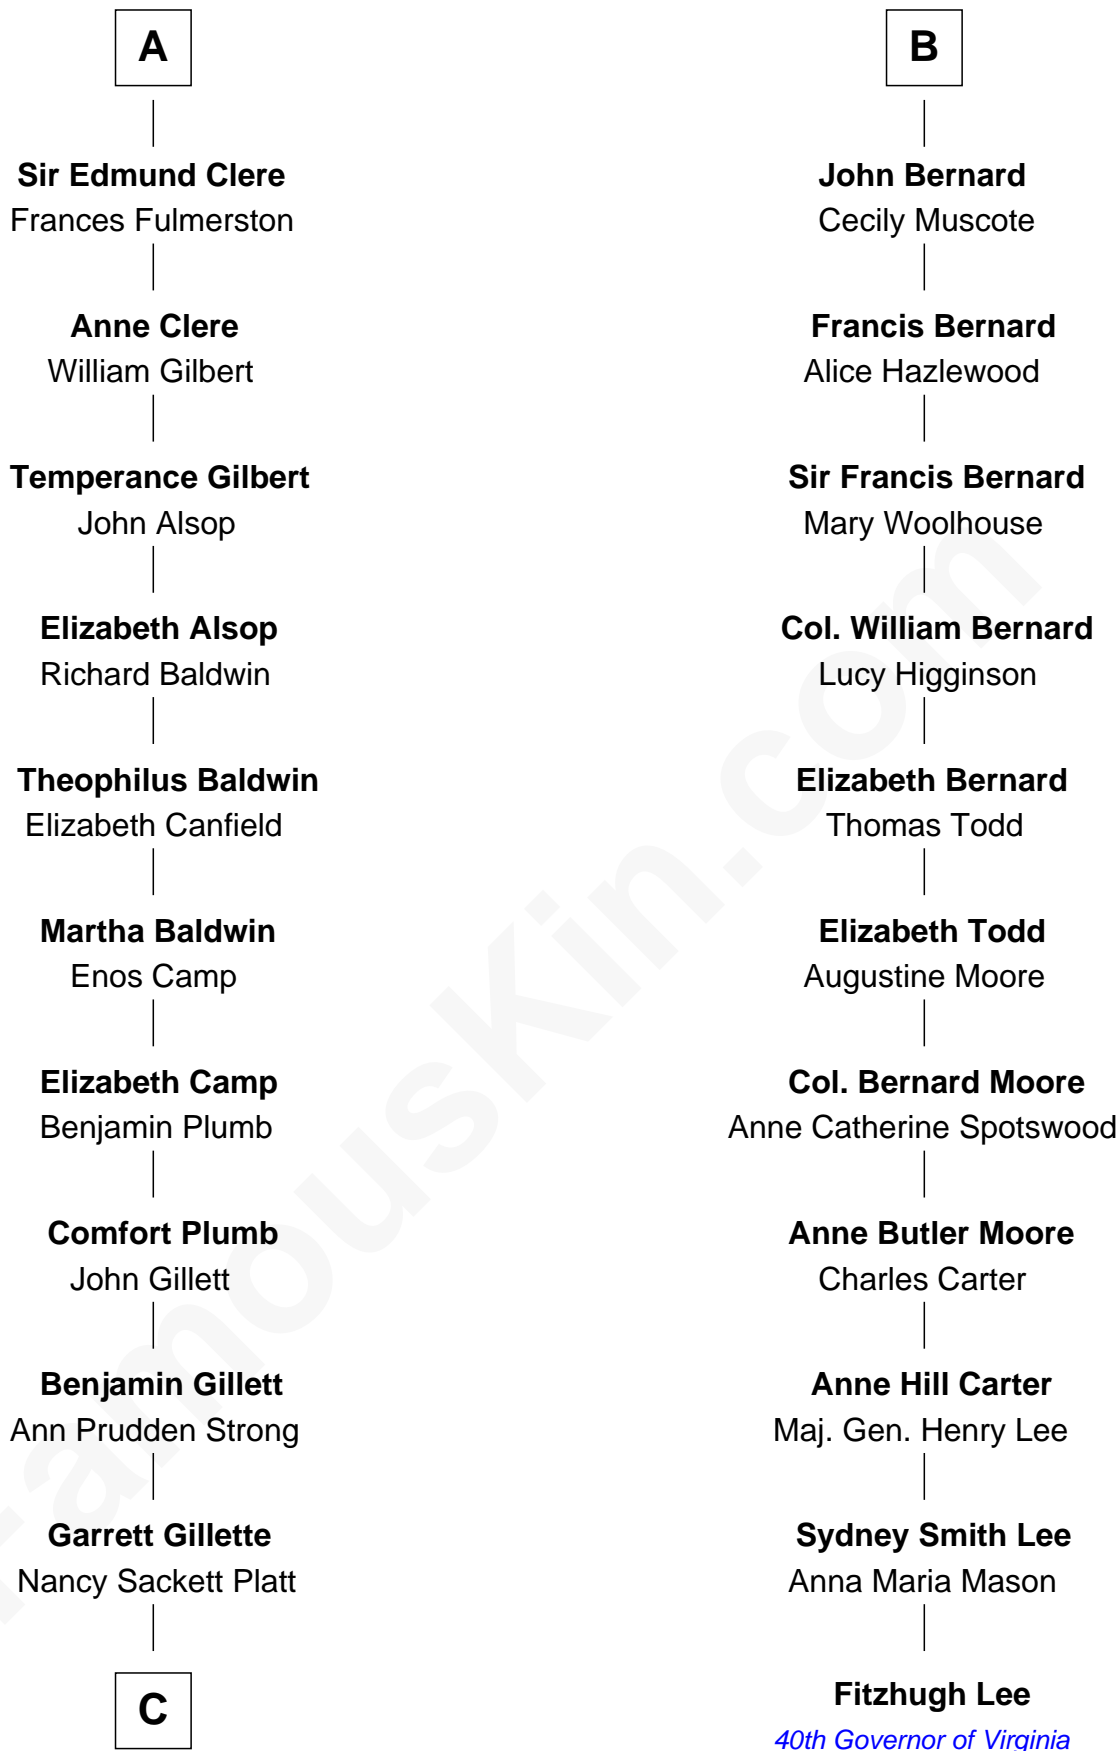 A
Sir Edmund Clere
Frances Fulmerston
Anne Clere
William Gilbert
Temperance Gilbert
John Alsop
Elizabeth Alsop
Richard Baldwin
Theophilus Baldwin
Elizabeth Canfield
Martha Baldwin
Enos Camp
Elizabeth Camp
Benjamin Plumb
Comfort Plumb
John Gillett
Benjamin Gillett
Ann Prudden Strong
Garrett Gillette
Nancy Sackett Platt
C
B
John Bernard
Cecily Muscote
Francis Bernard
Alice Hazlewood
Sir Francis Bernard
Mary Woolhouse
Col. William Bernard
Lucy Higginson
Elizabeth Bernard
Thomas Todd
Elizabeth Todd
Augustine Moore
Col. Bernard Moore
Anne Catherine Spotswood
Anne Butler Moore
Charles Carter
Anne Hill Carter
Maj. Gen. Henry Lee
Sydney Smith Lee
Anna Maria Mason
Fitzhugh Lee
40th Governor of Virginia
FamousKin.com